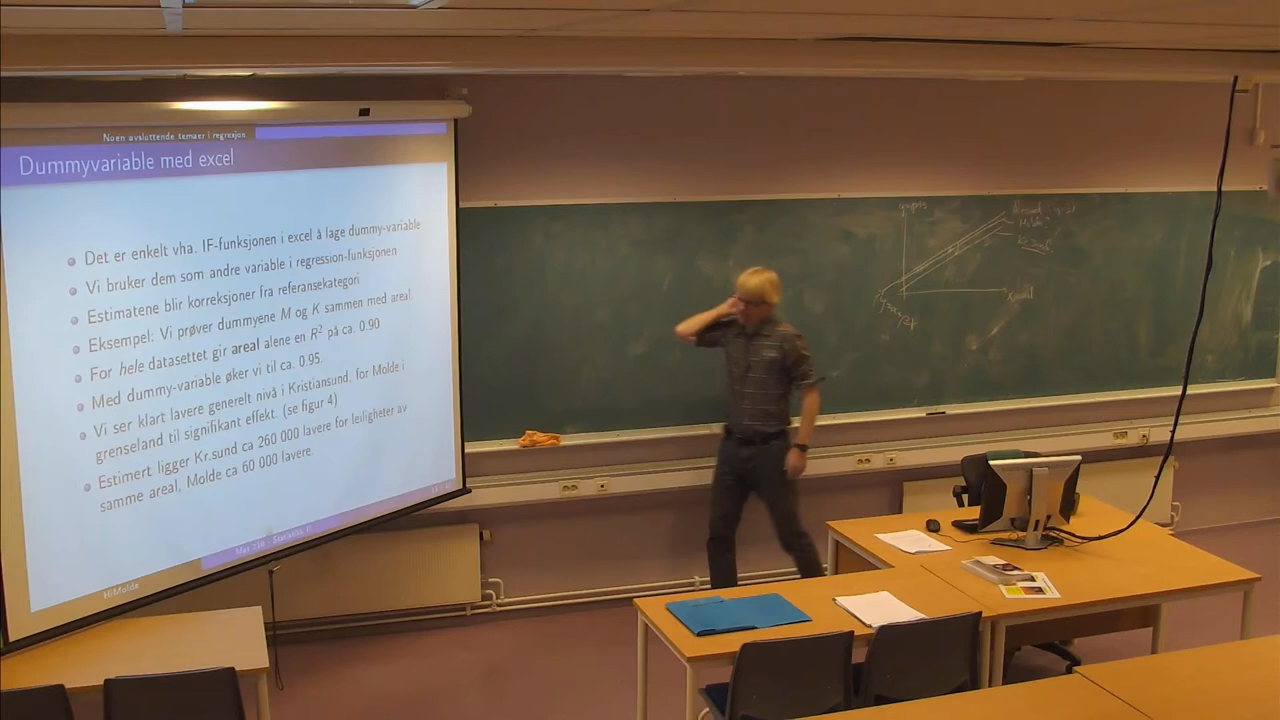 Noen avsluttende temaer i regresjon
Dummyvariable med excel
Det er enkelt vha. IF-funksjonen i excel å lage dummy-variable
Vi bruker dem som andre variable i regression-funksjonen
Estimatene blir korreksjoner fra referansekategori
Eksempel: Vi prøver dummyene M og K sammen med areal.
For hele datasettet gir areal alene en R² på ca. 0.90
Med dummy-variable øker vi til ca. 0.95.
Vi ser klart lavere generelt nivå i Kristiansund, for Molde i
grenseland til signifikant effekt. (se figur 4)
Estimert ligger Kr.sund ca 260 000 lavere for leiligheter av
samme areal, Molde ca 60 000 lavere.
HiMolde
y=pris
Molde
Kr.sund